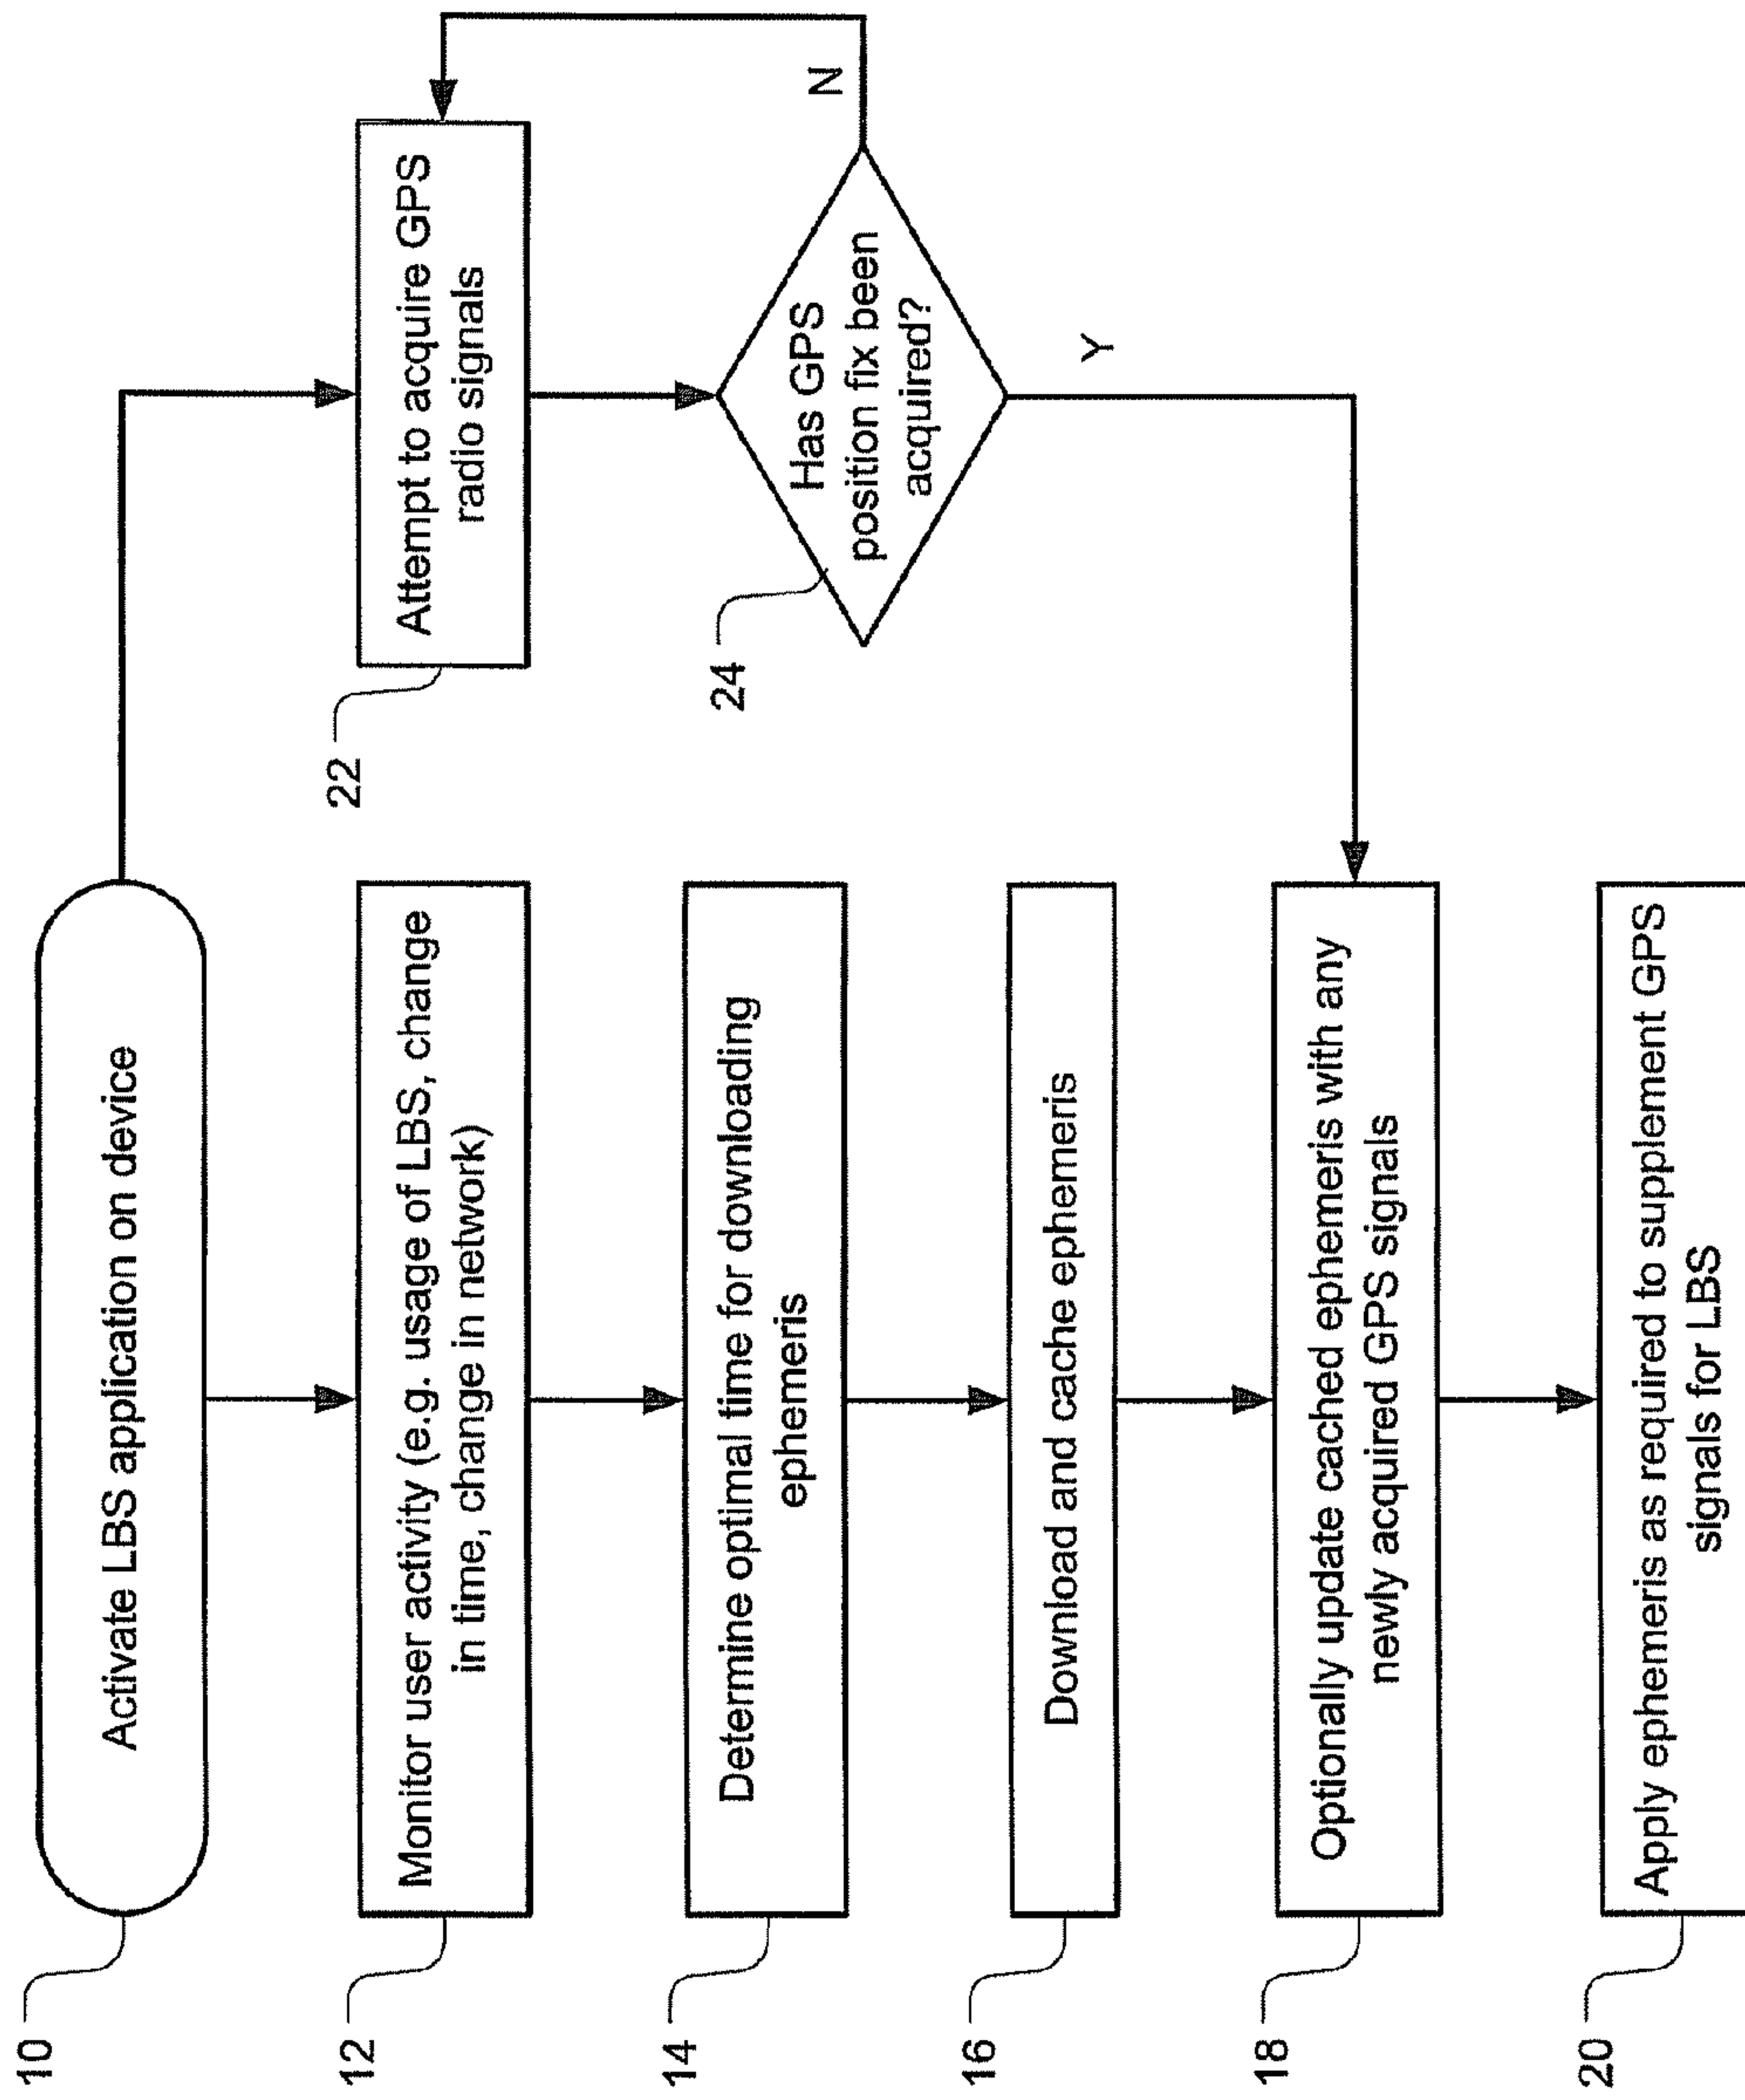 10
Activate LBS application on device
12
Monitor user activity (e.g. usage of LBS, change
in time, change in network)
14
Determine optimal time for downloading
ephemeris
16
Download and cache ephemeris
18
Optionally update cached ephemeris with any
newly acquired GPS signals
20
Apply ephemeris as required to supplement GPS
signals for LBS
22
Attempt to acquire GPS
radio signals
24
Has GPS
position fix been
acquired?
N
Y